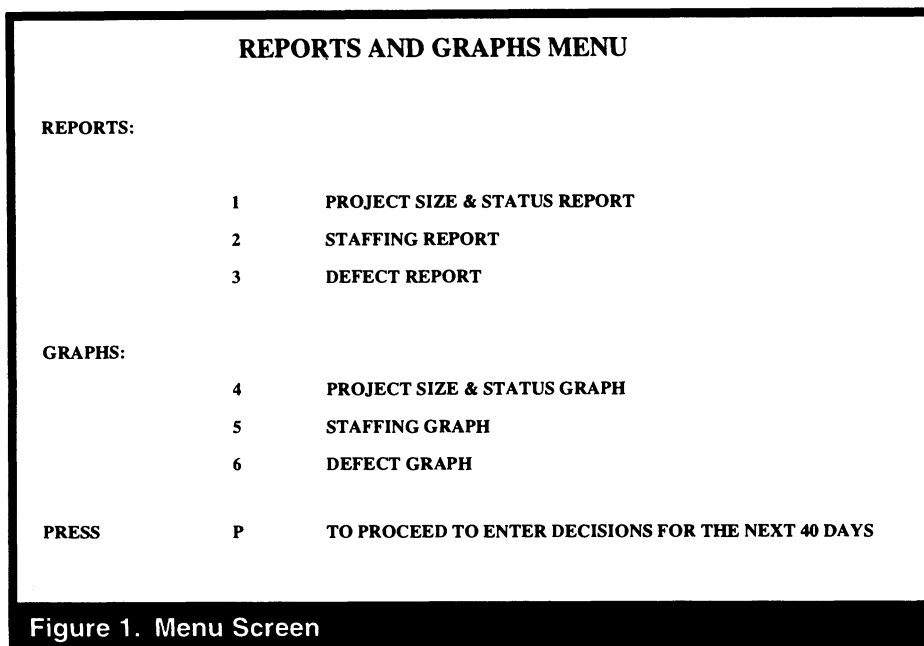 REPORTS AND GRAPHS MENU
REPORTS:
1 PROJECT SIZE & STATUS REPORT
2 STAFFING REPORT
3 DEFECT REPORT
GRAPHS:
4 PROJECT SIZE & STATUS GRAPH
5 STAFFING GRAPH
6 DEFECT GRAPH
PRESS P TO PROCEED TO ENTER DECISIONS FOR THE NEXT 40 DAYS
Figure 1. Menu Screen